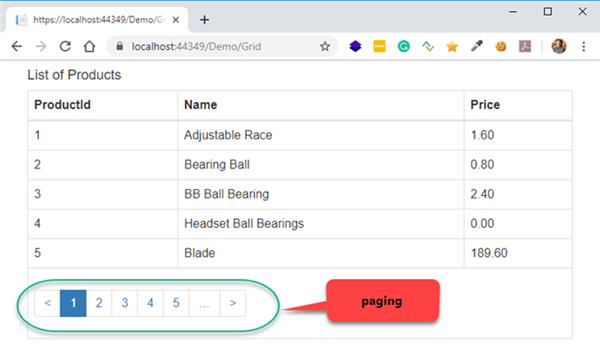 https://localhost:44349/Demo/Grid
localhost:44349/Demo/Grid
List of Products
ProductId Name Price
1 Adjustable Race 1.60
2 Bearing Ball 0.80
3 BB Ball Bearing 2.40
4 Headset Ball Bearings 0.00
5 Blade 189.60
< 1 2 3 4 5 ... >
paging